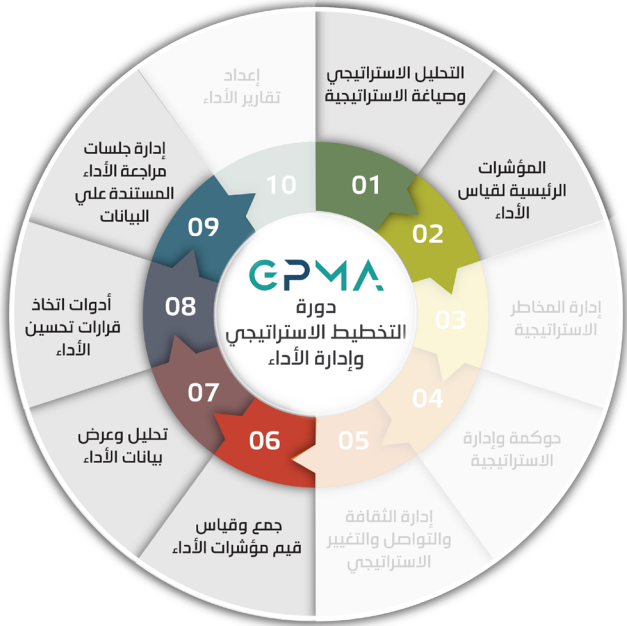 GPMA
دورة
التخطيط الاستراتيجي
وإدارة الأداء
01
التحليل الاستراتيجي
وصياغة الاستراتيجية
02
المؤشرات
الرئيسية لقياس
الأداء
03
إدارة المخاطر
الاستراتيجية
04
حوكمة وإدارة
الاستراتيجية
05
إدارة الثقافة
والتواصل والتغيير
الاستراتيجي
06
جمع وقياس
قيم مؤشرات الأداء
07
تحليل وعرض
بيانات الأداء
08
أدوات اتخاذ
قرارات تحسين
الأداء
09
إدارة جلسات
مراجعة الأداء
المستندة علي
البيانات
10
إعداد
تقارير الأداء